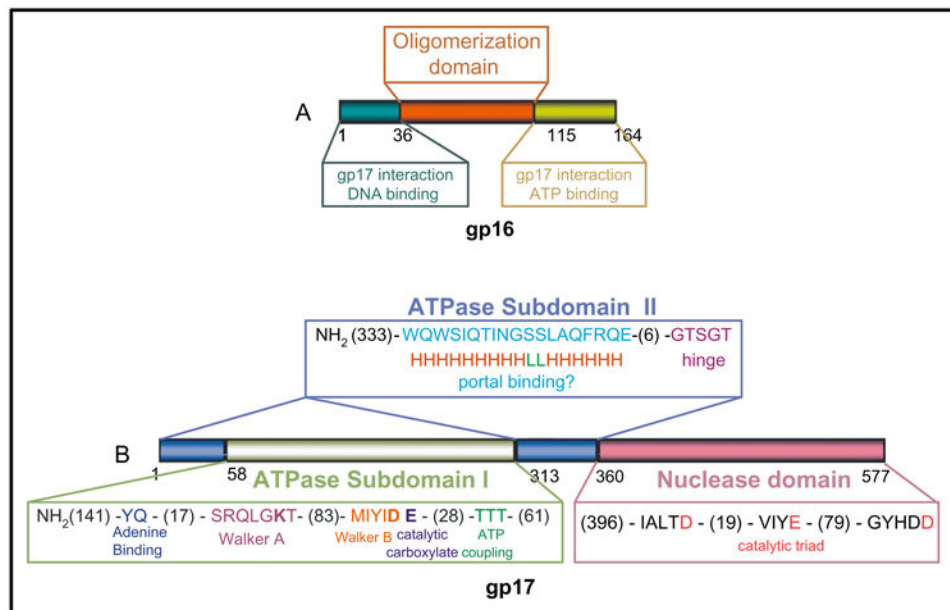 Oligomerization
domain
A
1 36 115 164
gp17 interaction
DNA binding
gp17 interaction
ATP binding
gp16
ATPase Subdomain II
NH2(333)-WQWSIQTINGSSLAQFRQE-(6)-GTSGT
HHHHHHHHHHLLHHHHHH hinge
portal binding?
B
1 58 313 360 577
ATPase Subdomain I
Nuclease domain
NH2(141)-YQ-(17)-SRQLGKT-(83)-MIYID E-(28)-TTT-(61)
Adenine
Binding
Walker A
Walker B
catalytic
carboxylate
ATP
coupling
(396) - IALTD - (19) - VIYE - (79) - GYHDD
catalytic triad
gp17